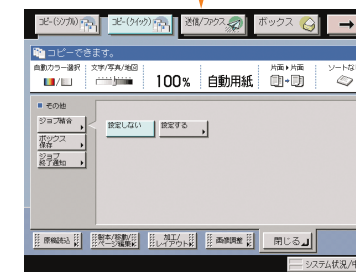 コピー(シンプル)
コピー(クイック)
送信/ファクス
ボックス
コピーできます。
自動カラー選択
文字/写真/地図
100%
自動用紙
片面▶片面
ソートな
■ その他
ジョブ結合
ボックス
保存
ジョブ
終了通知
設定しない
設定する
原稿読込
製本/移動/
ページ編集
加工/
レイアウト
画像調整
閉じる
システム状況/中